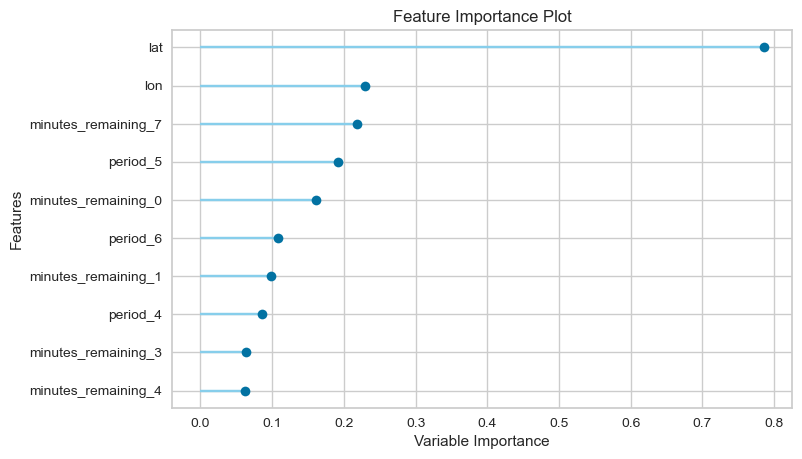 Feature Importance Plot
Features
lat
lon
minutes_remaining_7
period_5
minutes_remaining_0
period_6
minutes_remaining_1
period_4
minutes_remaining_3
minutes_remaining_4
0.0 0.1 0.2 0.3 0.4 0.5 0.6 0.7 0.8
Variable Importance